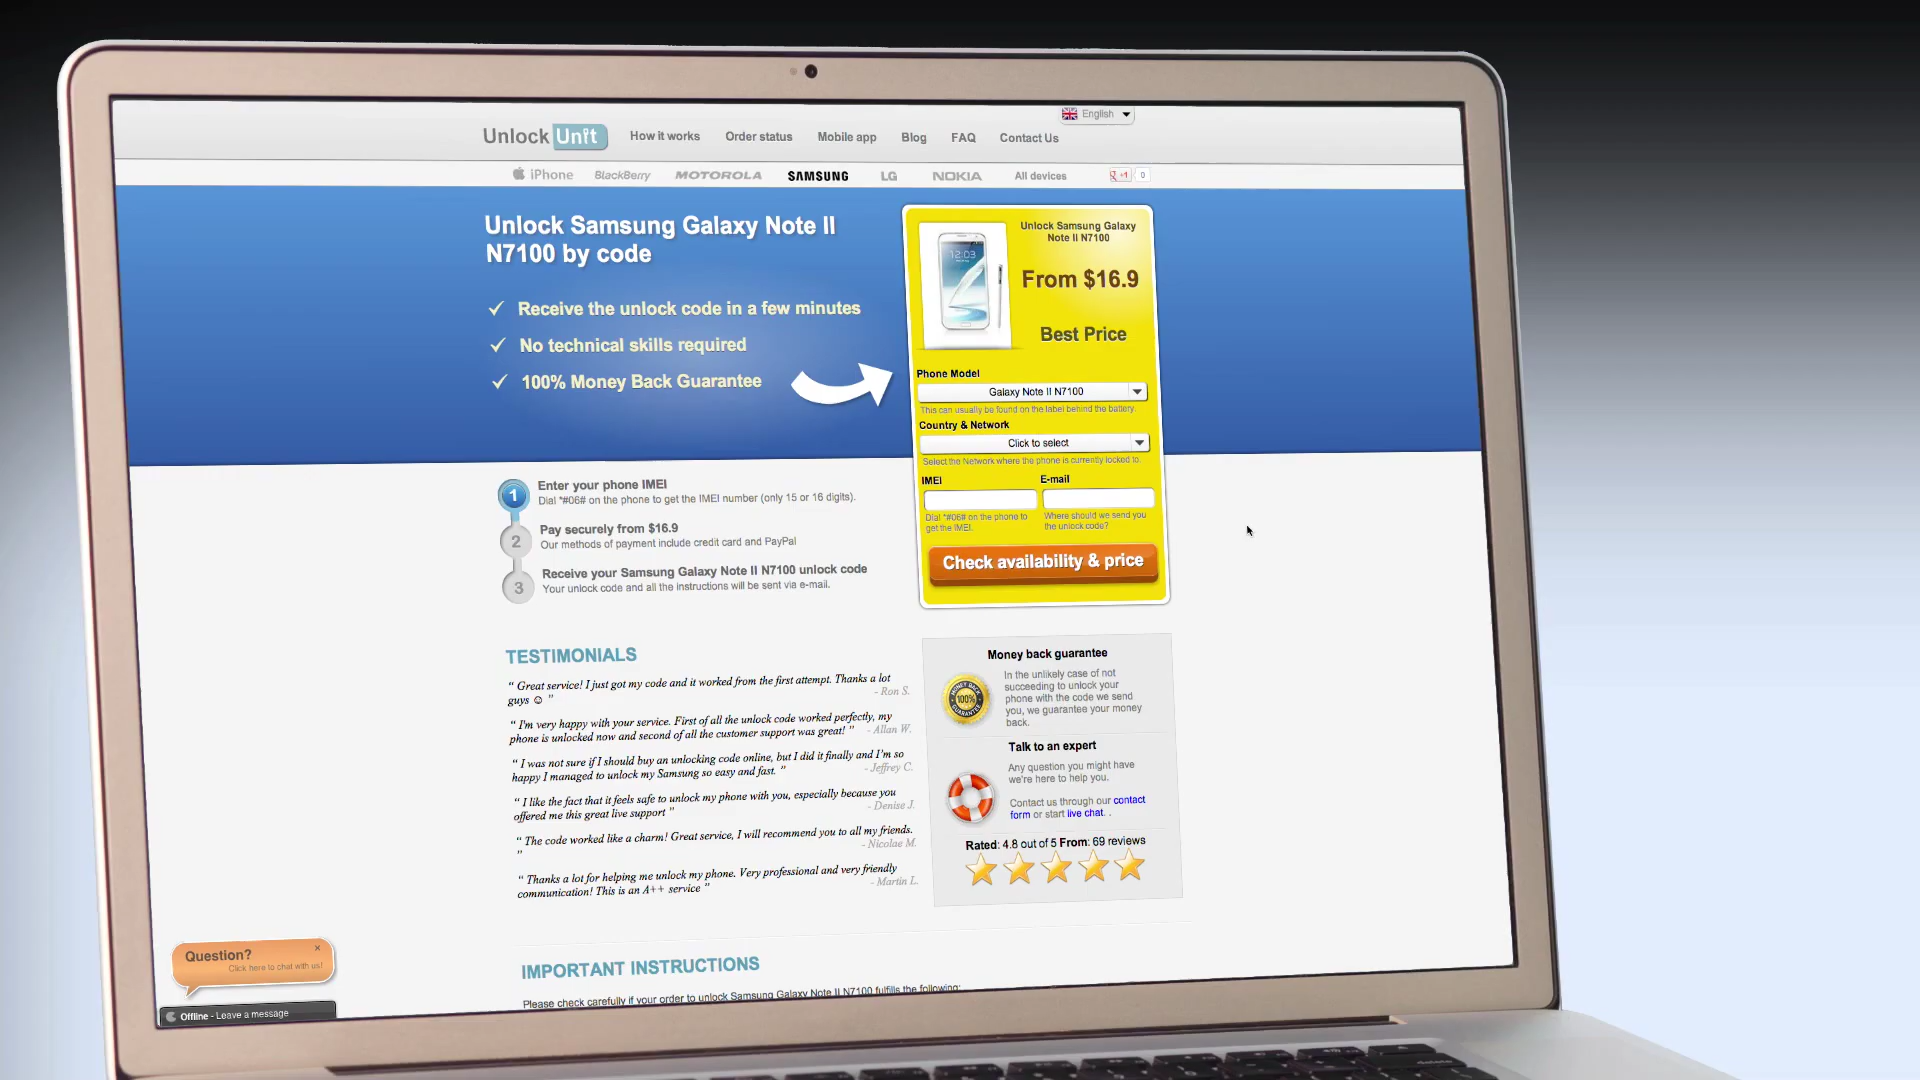 English
Unlock Unit
How it works
Order status
Mobile app
Blog
FAQ
Contact Us
iPhone
BlackBerry
MOTOROLA
SAMSUNG
LG
NOKIA
All devices
+1
0
Unlock Samsung Galaxy Note II
N7100 by code
Receive the unlock code in a few minutes
No technical skills required
100% Money Back Guarantee
Unlock Samsung Galaxy
Note II N7100
From $16.9
Best Price
12:03
Phone Model
Galaxy Note II N7100
This can usually be found on the label behind the battery.
Country & Network
Click to select
Select the Network where the phone is currently locked to.
IMEI
E-mail
Dial *#06# on the phone to
get the IMEI.
Where should we send you
the unlock code?
Check availability & price
1
Enter your phone IMEI
Dial *#06# on the phone to get the IMEI number (only 15 or 16 digits).
2
Pay securely from $16.9
Our methods of payment include credit card and PayPal
3
Receive your Samsung Galaxy Note II N7100 unlock code
Your unlock code and all the instructions will be sent via e-mail.
TESTIMONIALS
“ Great service! I just got my code and it worked from the first attempt. Thanks a lot
guys ☺ ”
- Ron S.
“ I'm very happy with your service. First of all the unlock code worked perfectly, my
phone is unlocked now and second of all the customer support was great! ”
- Allan W.
“ I was not sure if I should buy an unlocking code online, but I did it finally and I'm so
happy I managed to unlock my Samsung so easy and fast. ”
- Jeffrey C.
“ I like the fact that it feels safe to unlock my phone with you, especially because you
offered me this great live support ”
- Denise J.
“ The code worked like a charm! Great service, I will recommend you to all my friends.
”
- Nicolae M.
“ Thanks a lot for helping me unlock my phone. Very professional and very friendly
communication! This is an A++ service ”
- Martin L.
Money back guarantee
MONEY BACK
100%
GUARANTEE
In the unlikely case of not
succeeding to unlock your
phone with the code we send
you, we guarantee your money
back.
Talk to an expert
Any question you might have
we're here to help you.
Contact us through our contact
form or start live chat. .
Rated: 4.8 out of 5 From: 69 reviews
IMPORTANT INSTRUCTIONS
Please check carefully if your order to unlock Samsung Galaxy Note II N7100 fulfills the following:
Question?
×
Click here to chat with us!
Offline - Leave a message
delete